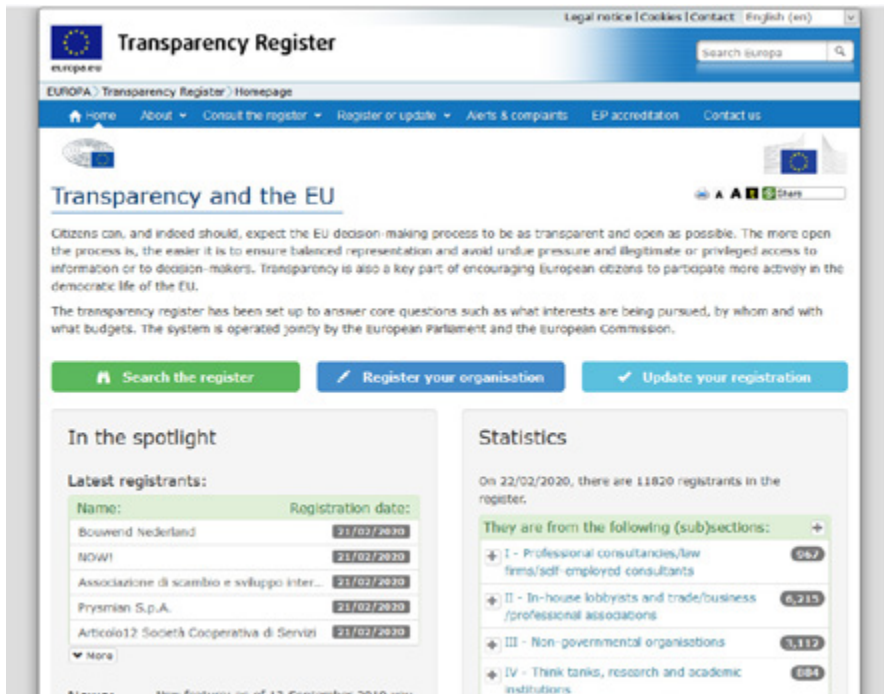 Legal notice | Cookies | Contact English (en)
Transparency Register
Search Europa
europa.eu
EUROPA > Transparency Register > Homepage
Home About Consult the register Register or update Alerts & complaints EP accreditation Contact us
Transparency and the EU
A A Share
Citizens can, and indeed should, expect the EU decision-making process to be as transparent and open as possible. The more open
the process is, the easier it is to ensure balanced representation and avoid undue pressure and illegitimate or privileged access to
information or to decision-makers. Transparency is also a key part of encouraging European citizens to participate more actively in the
democratic life of the EU.
The transparency register has been set up to answer core questions such as what interests are being pursued, by whom and with
what budgets. The system is operated jointly by the European Parliament and the European Commission.
Search the register Register your organisation Update your registration
In the spotlight
Latest registrants:
Name: Registration date:
Bouwend Nederland 21/02/2020
NOW! 21/02/2020
Associazione di scambio e sviluppo inter... 21/02/2020
Prysmian S.p.A. 21/02/2020
Articolo12 Società Cooperativa di Servizi 21/02/2020
More
Statistics
On 22/02/2020, there are 11820 registrants in the
register.
They are from the following (sub)sections: +
+ I - Professional consultancies/law 967
firms/self-employed consultants
+ II - In-house lobbyists and trade/business 6,215
/professional associations
+ III - Non-governmental organisations 3,112
+ IV - Think tanks, research and academic 884
institutions